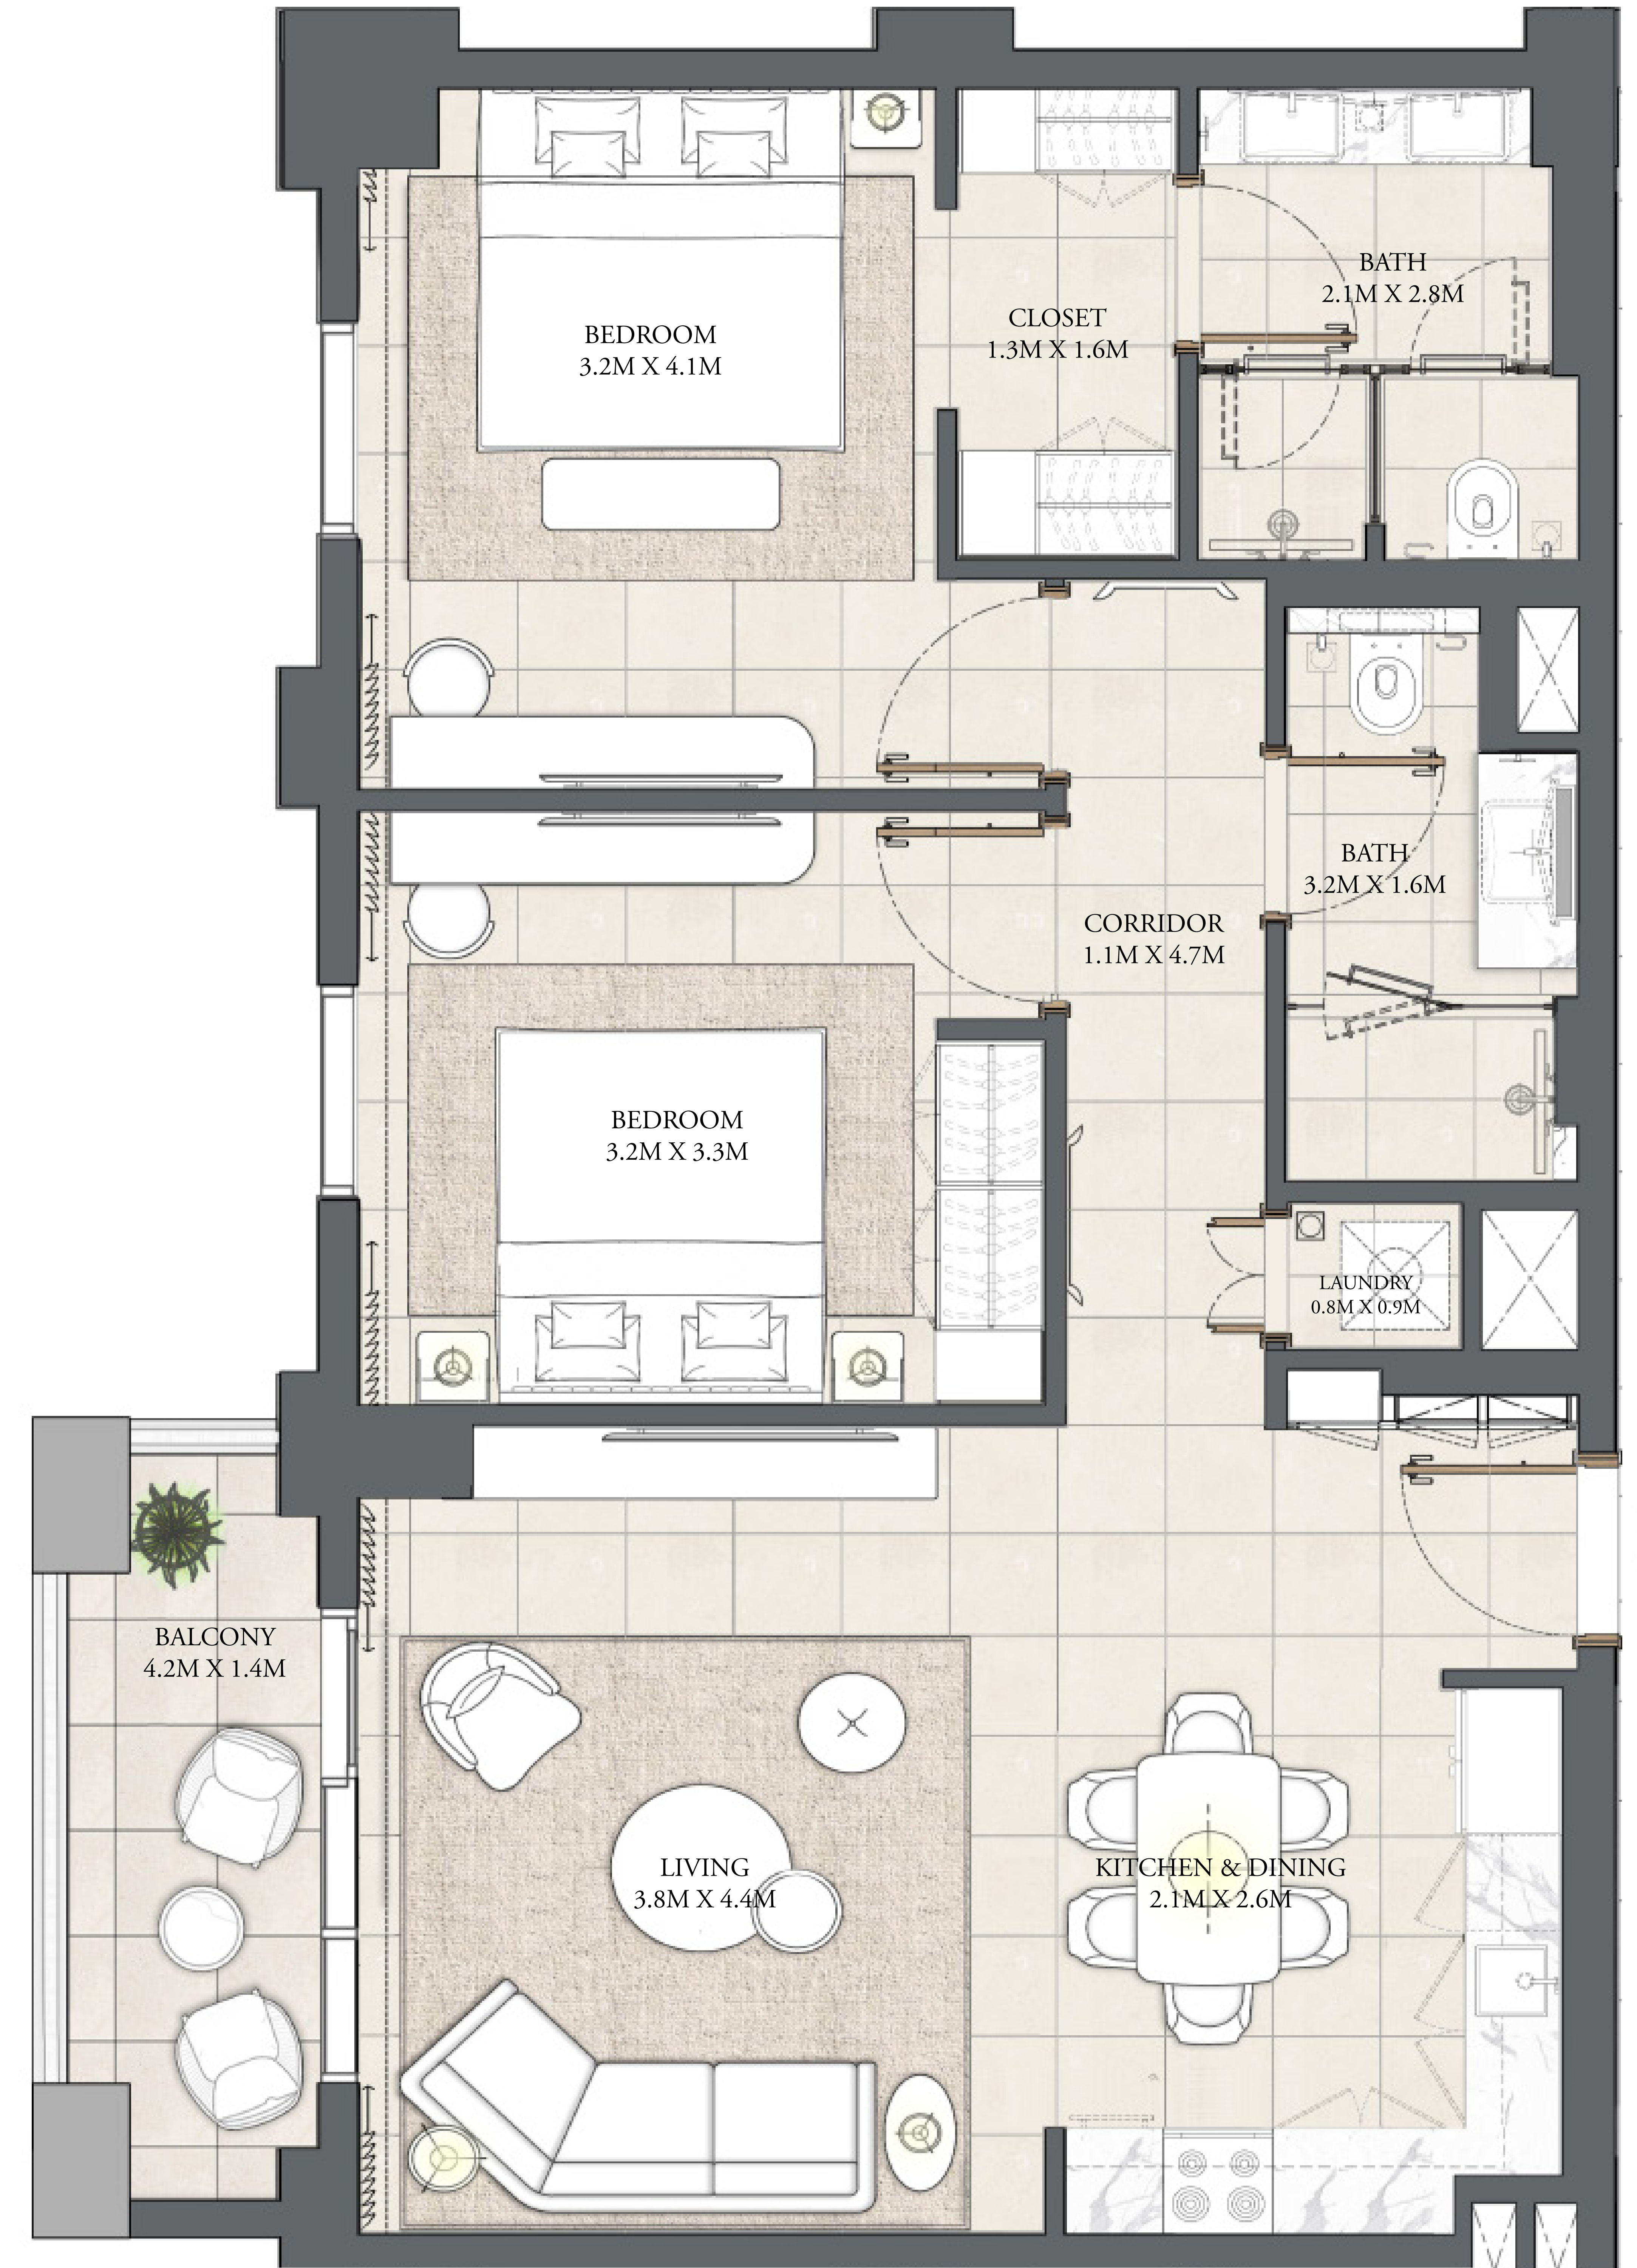 BATH
2.1M X 2.8M
CLOSET
1.3M X 1.6M
BEDROOM
3.2M X 4.1M
BATH
3.2M X 1.6M
CORRIDOR
1.1M X 4.7M
BEDROOM
3.2M X 3.3M
LAUNDRY
0.8M X 0.9M
BALCONY
4.2M X 1.4M
LIVING
3.8M X 4.4M
KITCHEN & DINING
2.1M X 2.6M